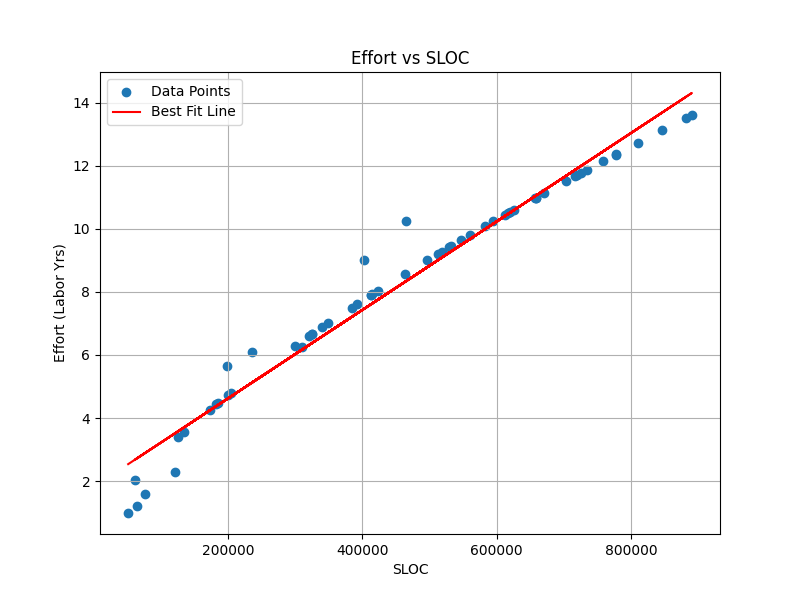 Effort vs SLOC
Data Points
Best Fit Line
Effort (Labor Yrs)
14
12
10
8
6
4
2
200000 400000 600000 800000
SLOC